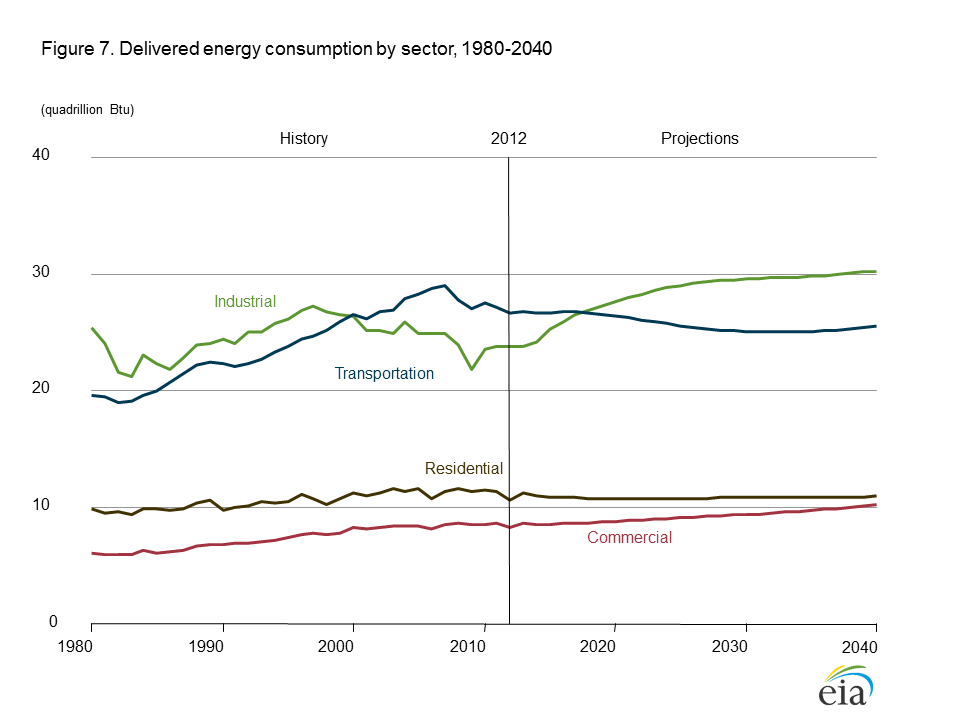 Figure 7. Delivered energy consumption by sector, 1980-2040
(quadrillion Btu)
History 2012 Projections
40
30
Industrial
Transportation
20
Residential
10
Commercial
0
1980 1990 2000 2010 2020 2030 2040
eia